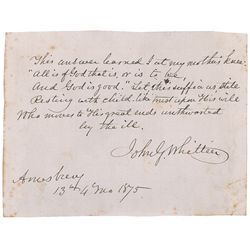 This answer learned I at my mother's knee:
"All is of God that is, or is to be,
And God is good." Let this suffice us still
Resting with child-like trust upon His will
Who moves to His great ends unthwarted
by the ill.
John G. Whittier
Amesbury
13th 4th Mo 1875